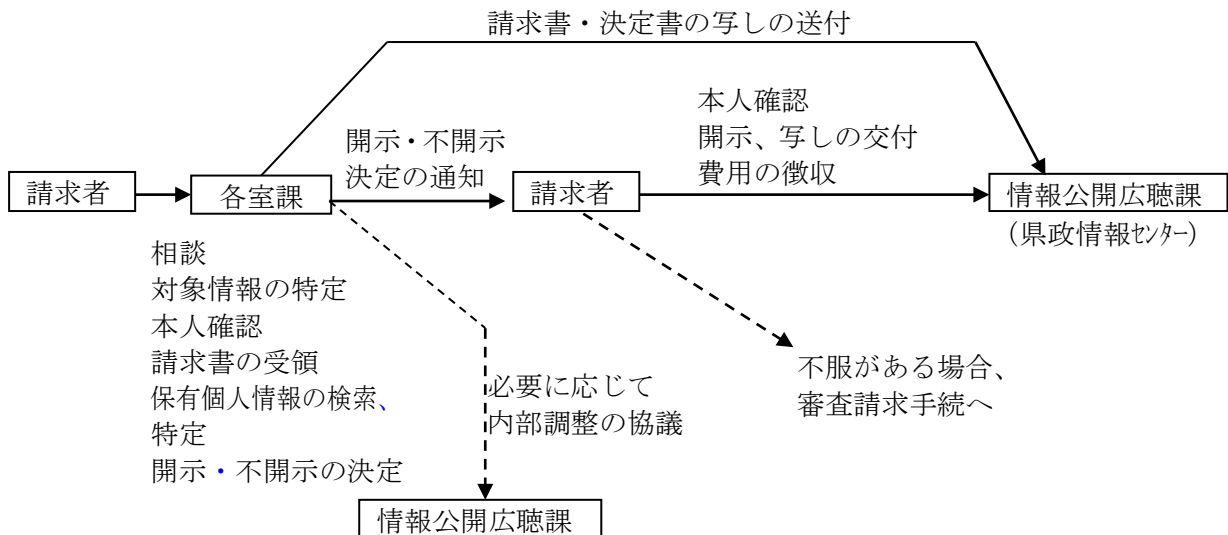 請求書・決定書の写しの送付
本人確認
開示、写しの交付
費用の徴収
開示・不開示
決定の通知
請求者
各室課
請求者
情報公開広聴課
(県政情報ｾﾝﾀｰ)
相談
対象情報の特定
本人確認
請求書の受領
保有個人情報の検索、
特定
開示・不開示の決定
必要に応じて
内部調整の協議
不服がある場合、
審査請求手続へ
情報公開広聴課